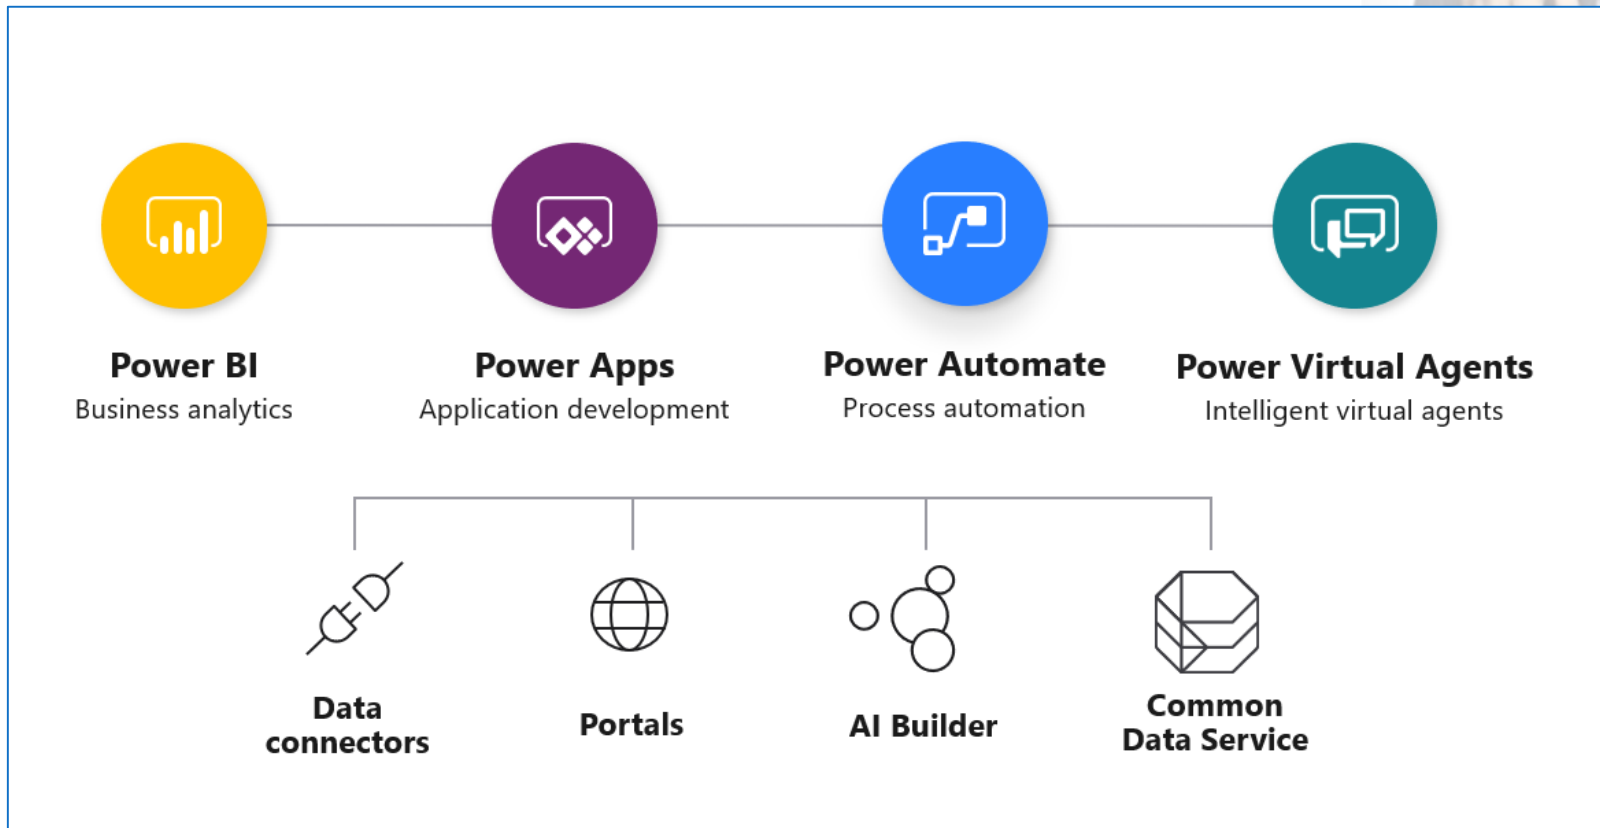 Power BI
Business analytics
Power Apps
Application development
Power Automate
Process automation
Power Virtual Agents
Intelligent virtual agents
Data
connectors
Portals
AI Builder
Common
Data Service